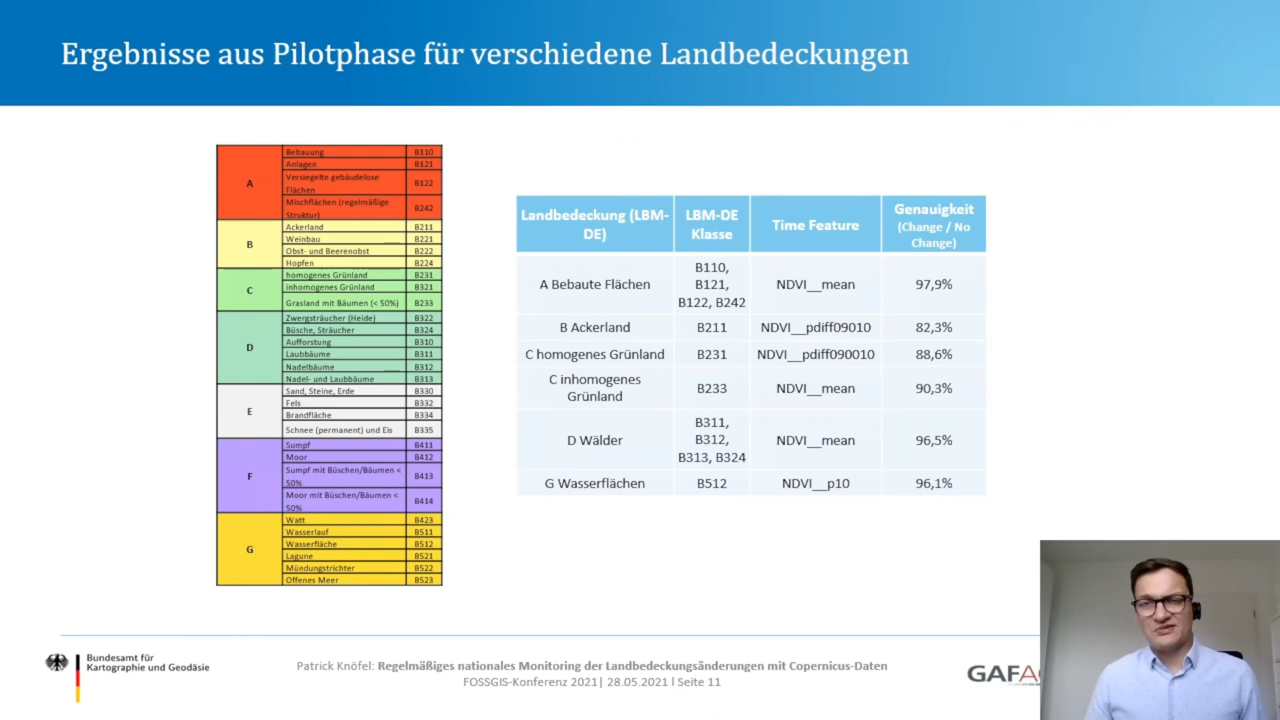 Ergebnisse aus Pilotphase für verschiedene Landbedeckungen
A
Bebauung B110
Anlagen B121
Versiegelte gebäudelose
Flächen B122
Mischflächen (regelmäßige
Struktur) B242
B
Ackerland B211
Weinbau B221
Obst- und Beerenobst B222
Hopfen B224
C
homogenes Grünland B231
inhomogenes Grünland B321
Grasland mit Bäumen (< 50%) B233
D
Zwergsträucher (Heide) B322
Büsche, Sträucher B324
Aufforstung B310
Laubbäume B311
Nadelbäume B312
Nadel- und Laubbäume B313
E
Sand, Steine, Erde B330
Fels B332
Brandfläche B334
Schnee (permanent) und Eis B335
F
Sumpf B411
Moor B412
Sumpf mit Büschen/Bäumen <
50% B413
Moor mit Büschen/Bäumen <
50% B414
G
Watt B423
Wasserlauf B511
Wasserfläche B512
Lagune B521
Mündungstrichter B522
Offenes Meer B523
Landbedeckung (LBM-
DE)
LBM-DE
Klasse
Time Feature
Genauigkeit
(Change / No
Change)
A Bebaute Flächen
B110,
B121,
B122, B242
NDVI__mean
97,9%
B Ackerland B211 NDVI__pdiff09010 82,3%
C homogenes Grünland B231 NDVI__pdiff090010 88,6%
C inhomogenes
Grünland
B233 NDVI__mean 90,3%
D Wälder
B311,
B312,
B313, B324
NDVI__mean
96,5%
G Wasserflächen B512 NDVI__p10 96,1%
Bundesamt für
Kartographie und Geodäsie
Patrick Knöfel: Regelmäßiges nationales Monitoring der Landbedeckungsänderungen mit Copernicus-Daten
FOSSGIS-Konferenz 2021| 28.05.2021 l Seite 11
GAFA